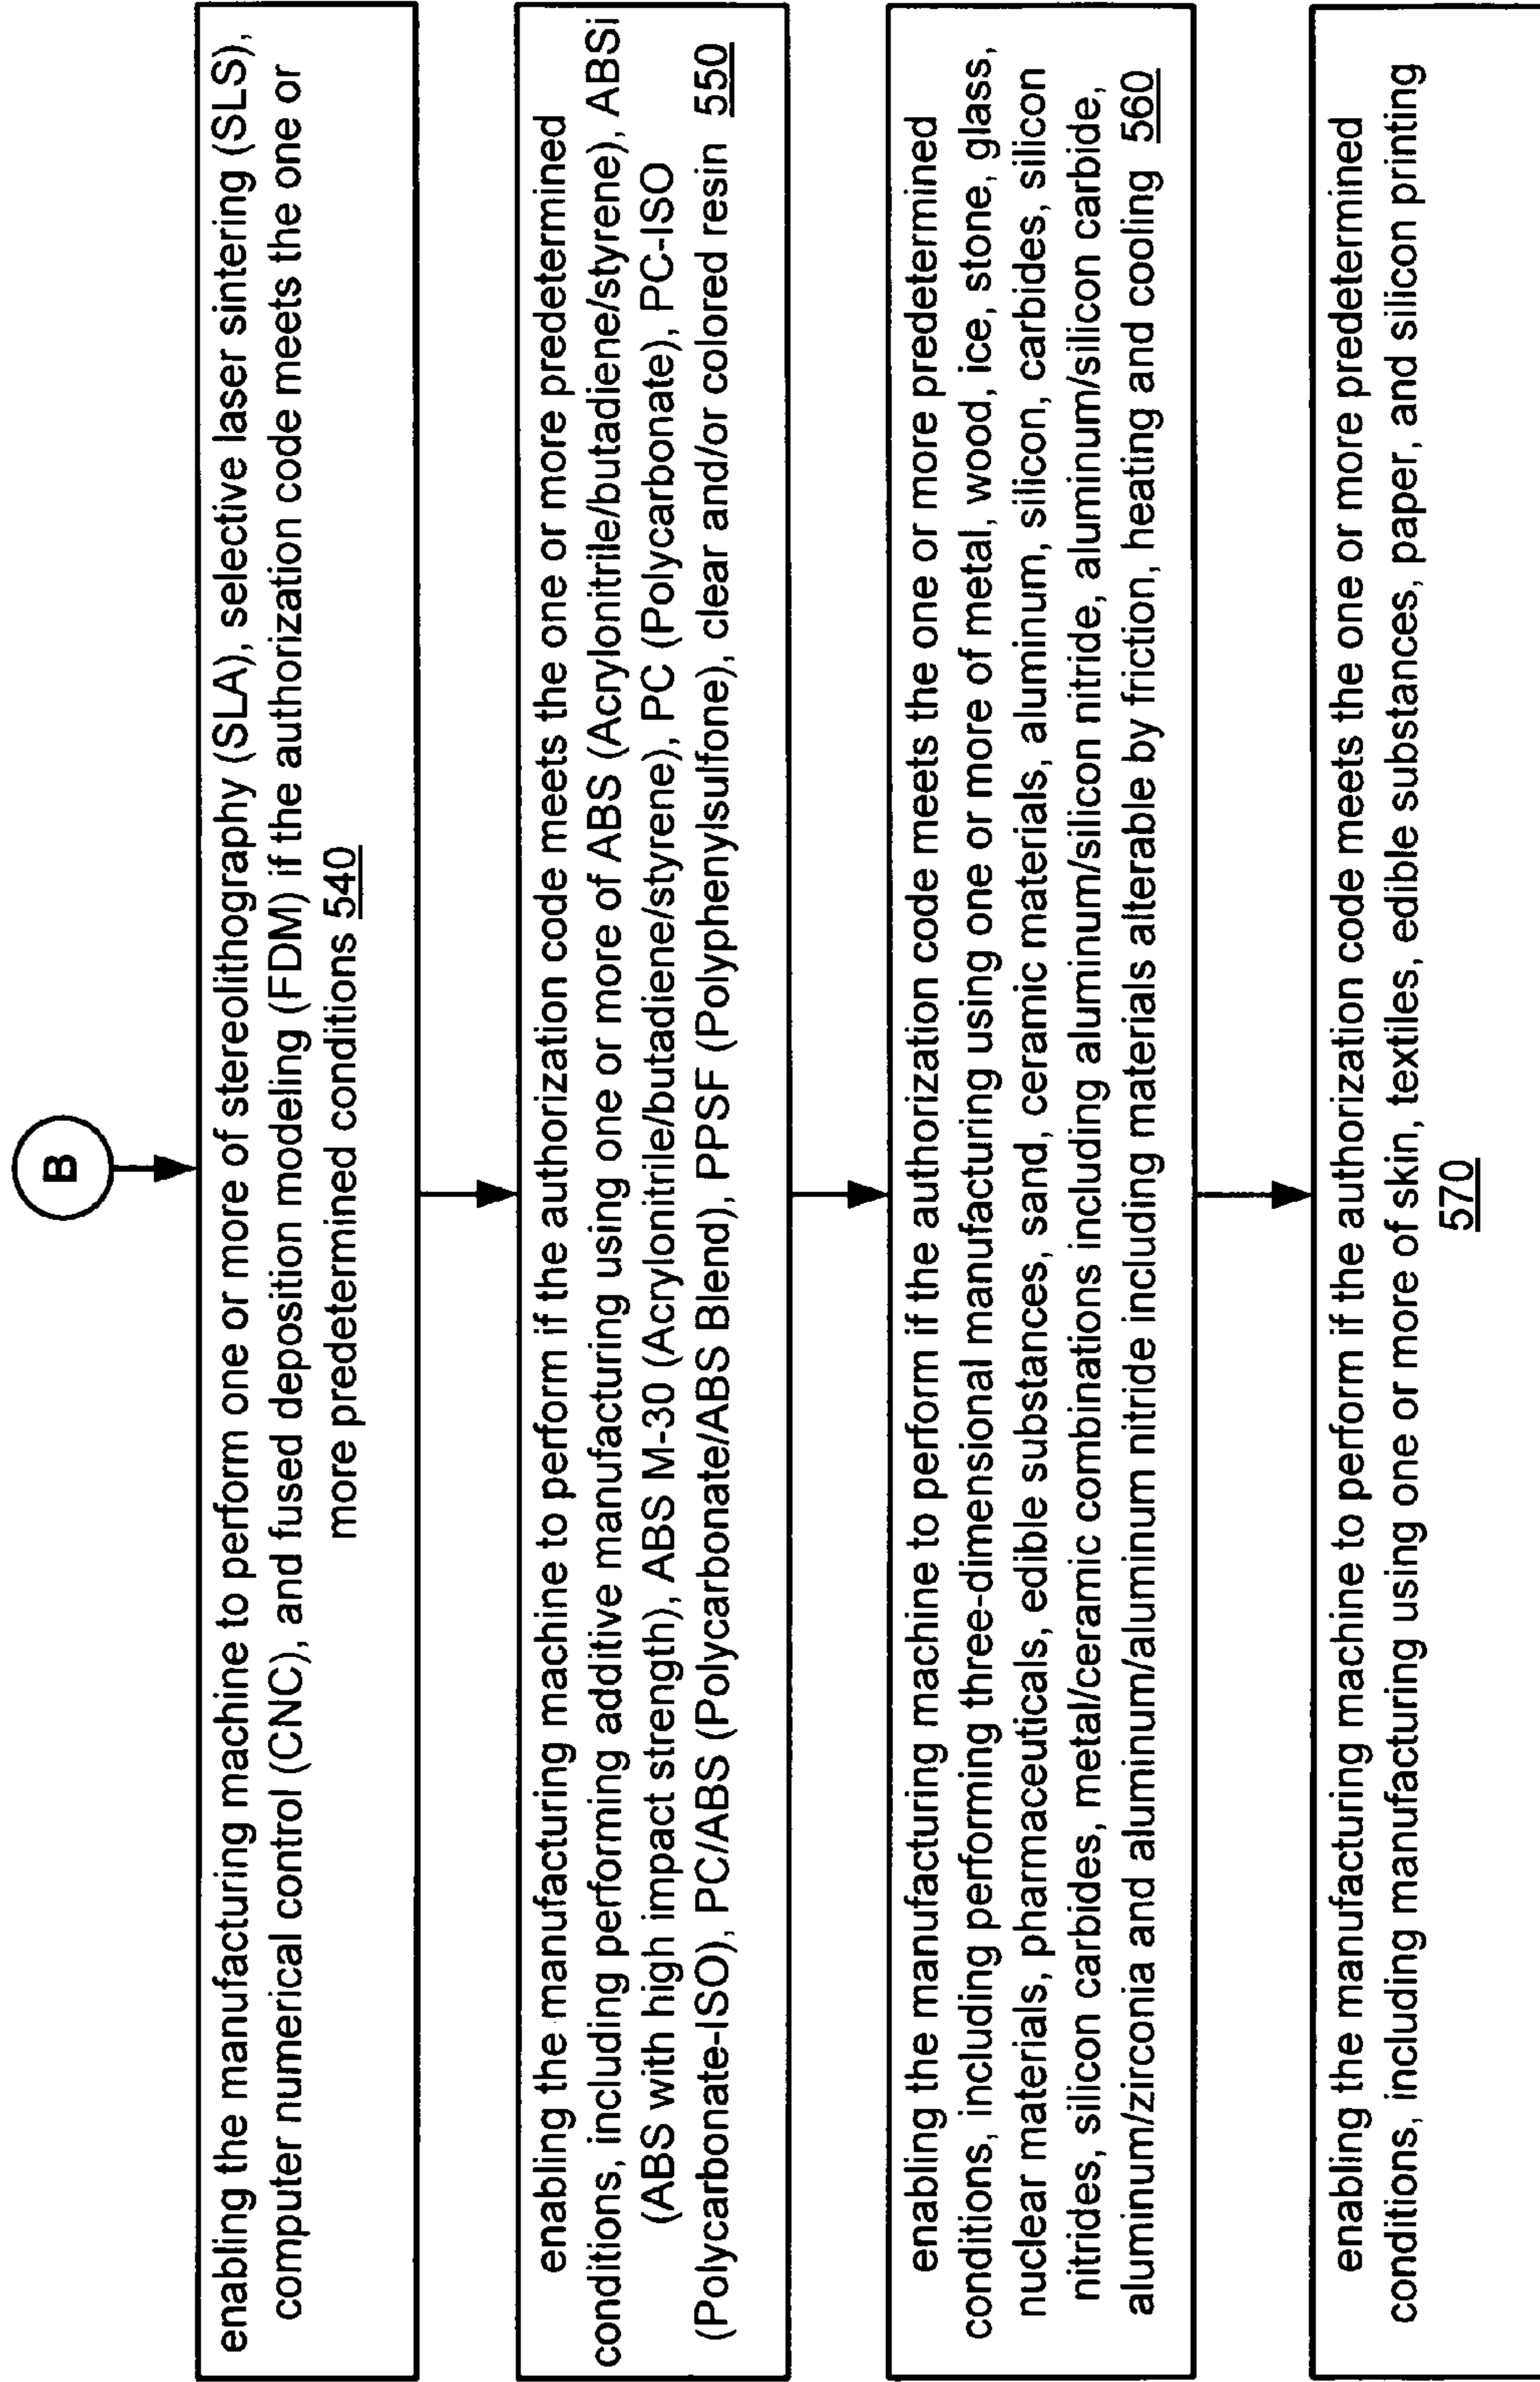 B
enabling the manufacturing machine to perform one or more of stereolithography (SLA), selective laser sintering (SLS),
computer numerical control (CNC), and fused deposition modeling (FDM) if the authorization code meets the one or
more predetermined conditions 540
enabling the manufacturing machine to perform if the authorization code meets the one or more predetermined
conditions, including performing additive manufacturing using one or more of ABS (Acrylonitrile/butadiene/styrene), ABSi
(ABS with high impact strength), ABS M-30 (Acrylonitrile/butadiene/styrene), PC (Polycarbonate), PC-ISO
(Polycarbonate-ISO), PC/ABS (Polycarbonate/ABS Blend), PPSF (Polyphenylsulfone), clear and/or colored resin 550
enabling the manufacturing machine to perform if the authorization code meets the one or more predetermined
conditions, including performing three-dimensional manufacturing using one or more of metal, wood, ice, stone, glass,
nuclear materials, pharmaceuticals, edible substances, sand, ceramic materials, aluminum, silicon, carbides, silicon
nitrides, silicon carbides, metal/ceramic combinations including aluminum/silicon nitride, aluminum/silicon carbide,
aluminum/zirconia and aluminum/aluminum nitride including materials alterable by friction, heating and cooling 560
enabling the manufacturing machine to perform if the authorization code meets the one or more predetermined
conditions, including manufacturing using one or more of skin, textiles, edible substances, paper, and silicon printing
570